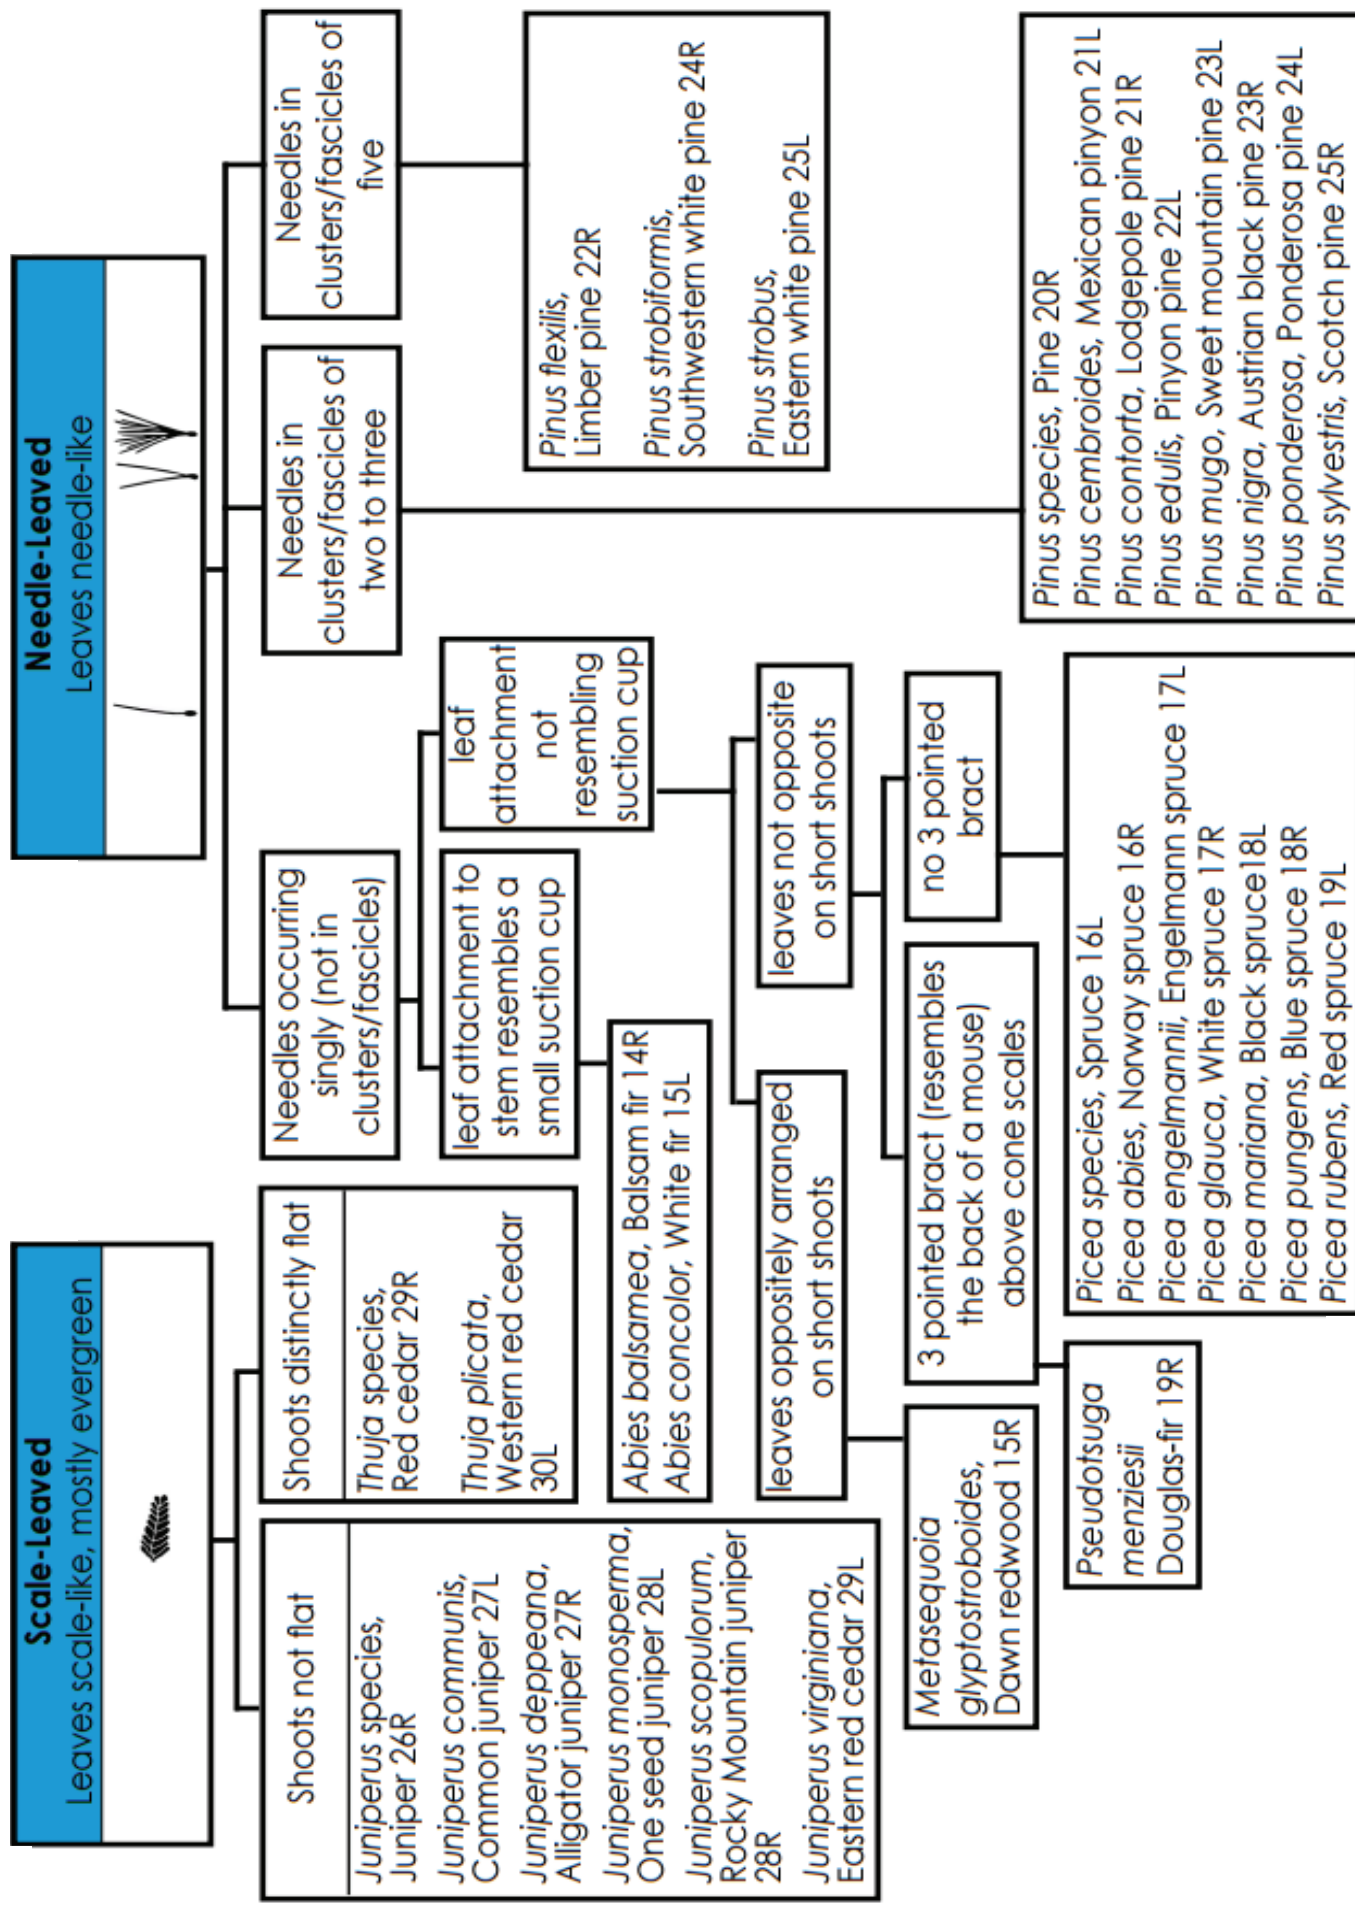 Scale-Leaved
Leaves scale-like, mostly evergreen
Shoots not flat
Juniperus species,
Juniper 26R
Juniperus communis,
Common juniper 27L
Juniperus deppeana,
Alligator juniper 27R
Juniperus monosperma,
One seed juniper 28L
Juniperus scopulorum,
Rocky Mountain juniper
28R
Juniperus virginiana,
Eastern red cedar 29L
Shoots distinctly flat
Thuja species,
Red cedar 29R
Thuja plicata,
Western red cedar
30L
Needle-Leaved
Leaves needle-like
Needles occurring
singly (not in
clusters/fascicles)
leaf attachment to
stem resembles a
small suction cup
Abies balsamea, Balsam fir 14R
Abies concolor, White fir 15L
leaf
attachment
not
resembling
suction cup
leaves oppositely arranged
on short shoots
Metasequoia
glyptostroboides,
Dawn redwood 15R
leaves not opposite
on short shoots
3 pointed bract (resembles
the back of a mouse)
above cone scales
Pseudotsuga
menziesii
Douglas-fir 19R
no 3 pointed
bract
Picea species, Spruce 16L
Picea abies, Norway spruce 16R
Picea engelmannii, Engelmann spruce 17L
Picea glauca, White spruce 17R
Picea mariana, Black spruce18L
Picea pungens, Blue spruce 18R
Picea rubens, Red spruce 19L
Needles in
clusters/fascicles of
two to three
Pinus species, Pine 20R
Pinus cembroides, Mexican pinyon 21L
Pinus contorta, Lodgepole pine 21R
Pinus edulis, Pinyon pine 22L
Pinus mugo, Sweet mountain pine 23L
Pinus nigra, Austrian black pine 23R
Pinus ponderosa, Ponderosa pine 24L
Pinus sylvestris, Scotch pine 25R
Needles in
clusters/fascicles of
five
Pinus flexilis,
Limber pine 22R
Pinus strobiformis,
Southwestern white pine 24R
Pinus strobus,
Eastern white pine 25L